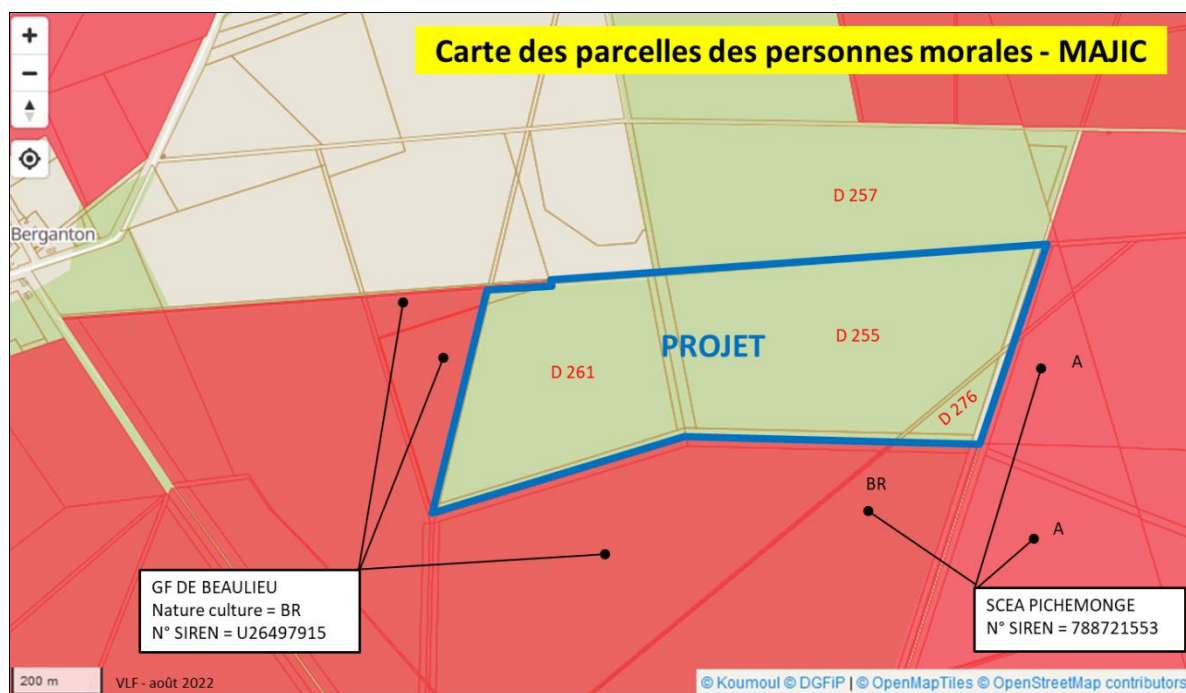 Carte des parcelles des personnes morales - MAJIC
D 257
Berganton
PROJET
D 255
D 261
D 276
A
BR
A
GF DE BEAULIEU
Nature culture = BR
N° SIREN = U26497915
SCEA PICHEMONGE
N° SIREN = 788721553
200 m
VLF - août 2022
© Koumoul © DGFiP | © OpenMapTiles © OpenStreetMap contributors